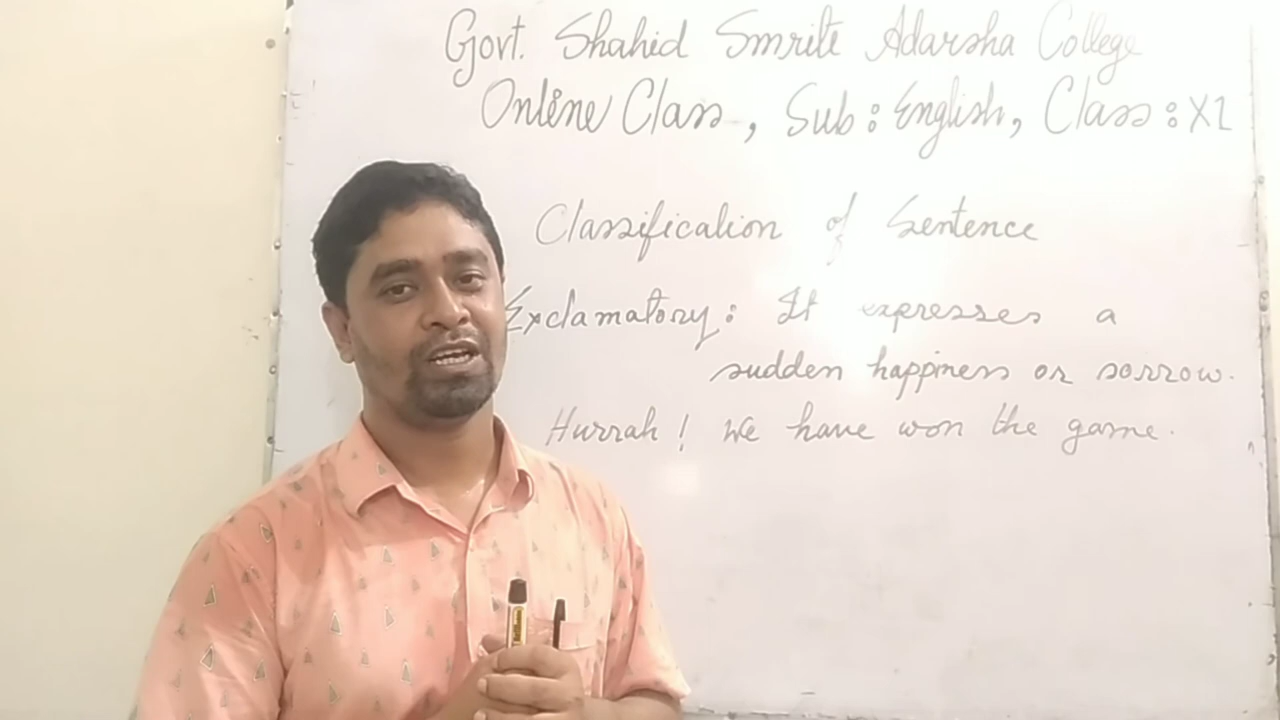 Govt. Shahid Smrite Adarsha College
Online Class, Sub: English, Class: XI
Classification of Sentence
Exclamatory: It expresses a
sudden happiness or sorrow.
Hurrah! We have won the game.